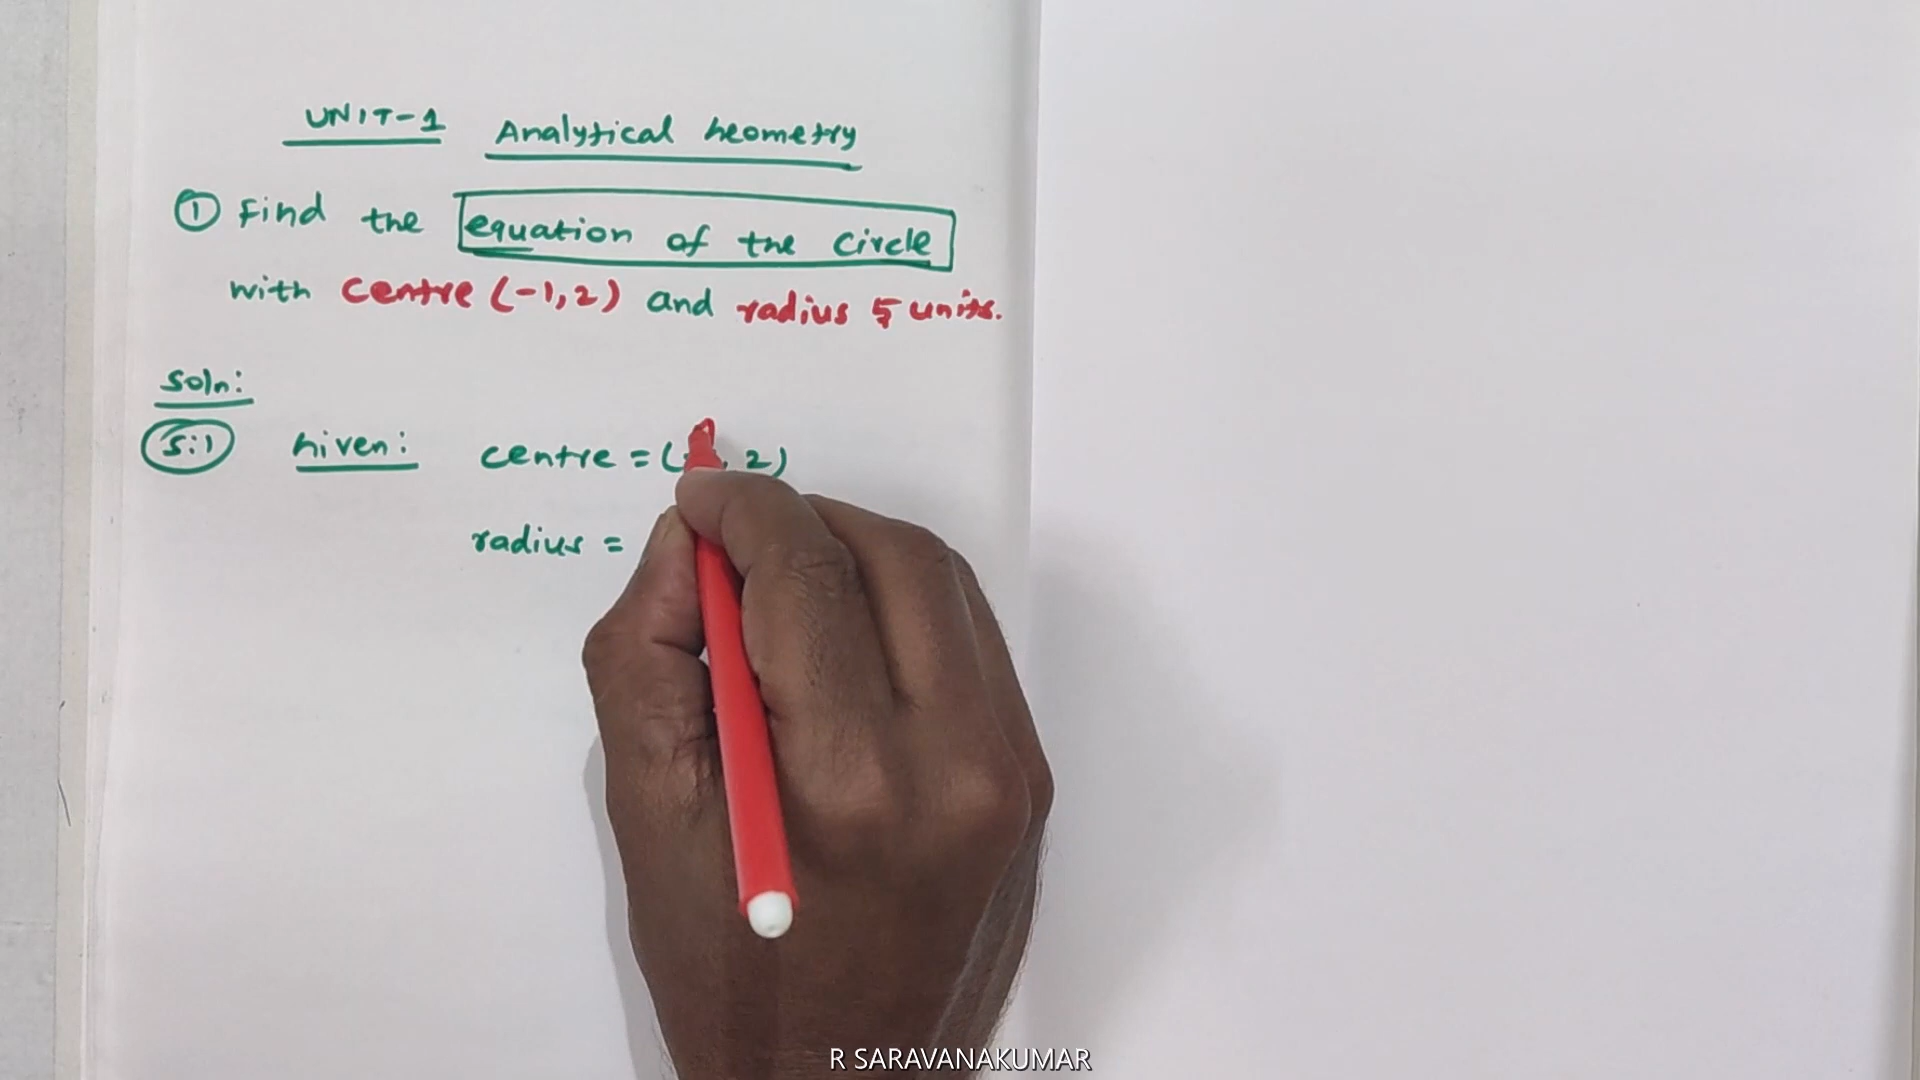 UNIT-1 Analytical Geometry
① Find the equation of the circle
with centre (-1,2) and radius 5 units.
Soln:
S:1 Given: centre = ( , 2)
radius =
R SARAVANAKUMAR